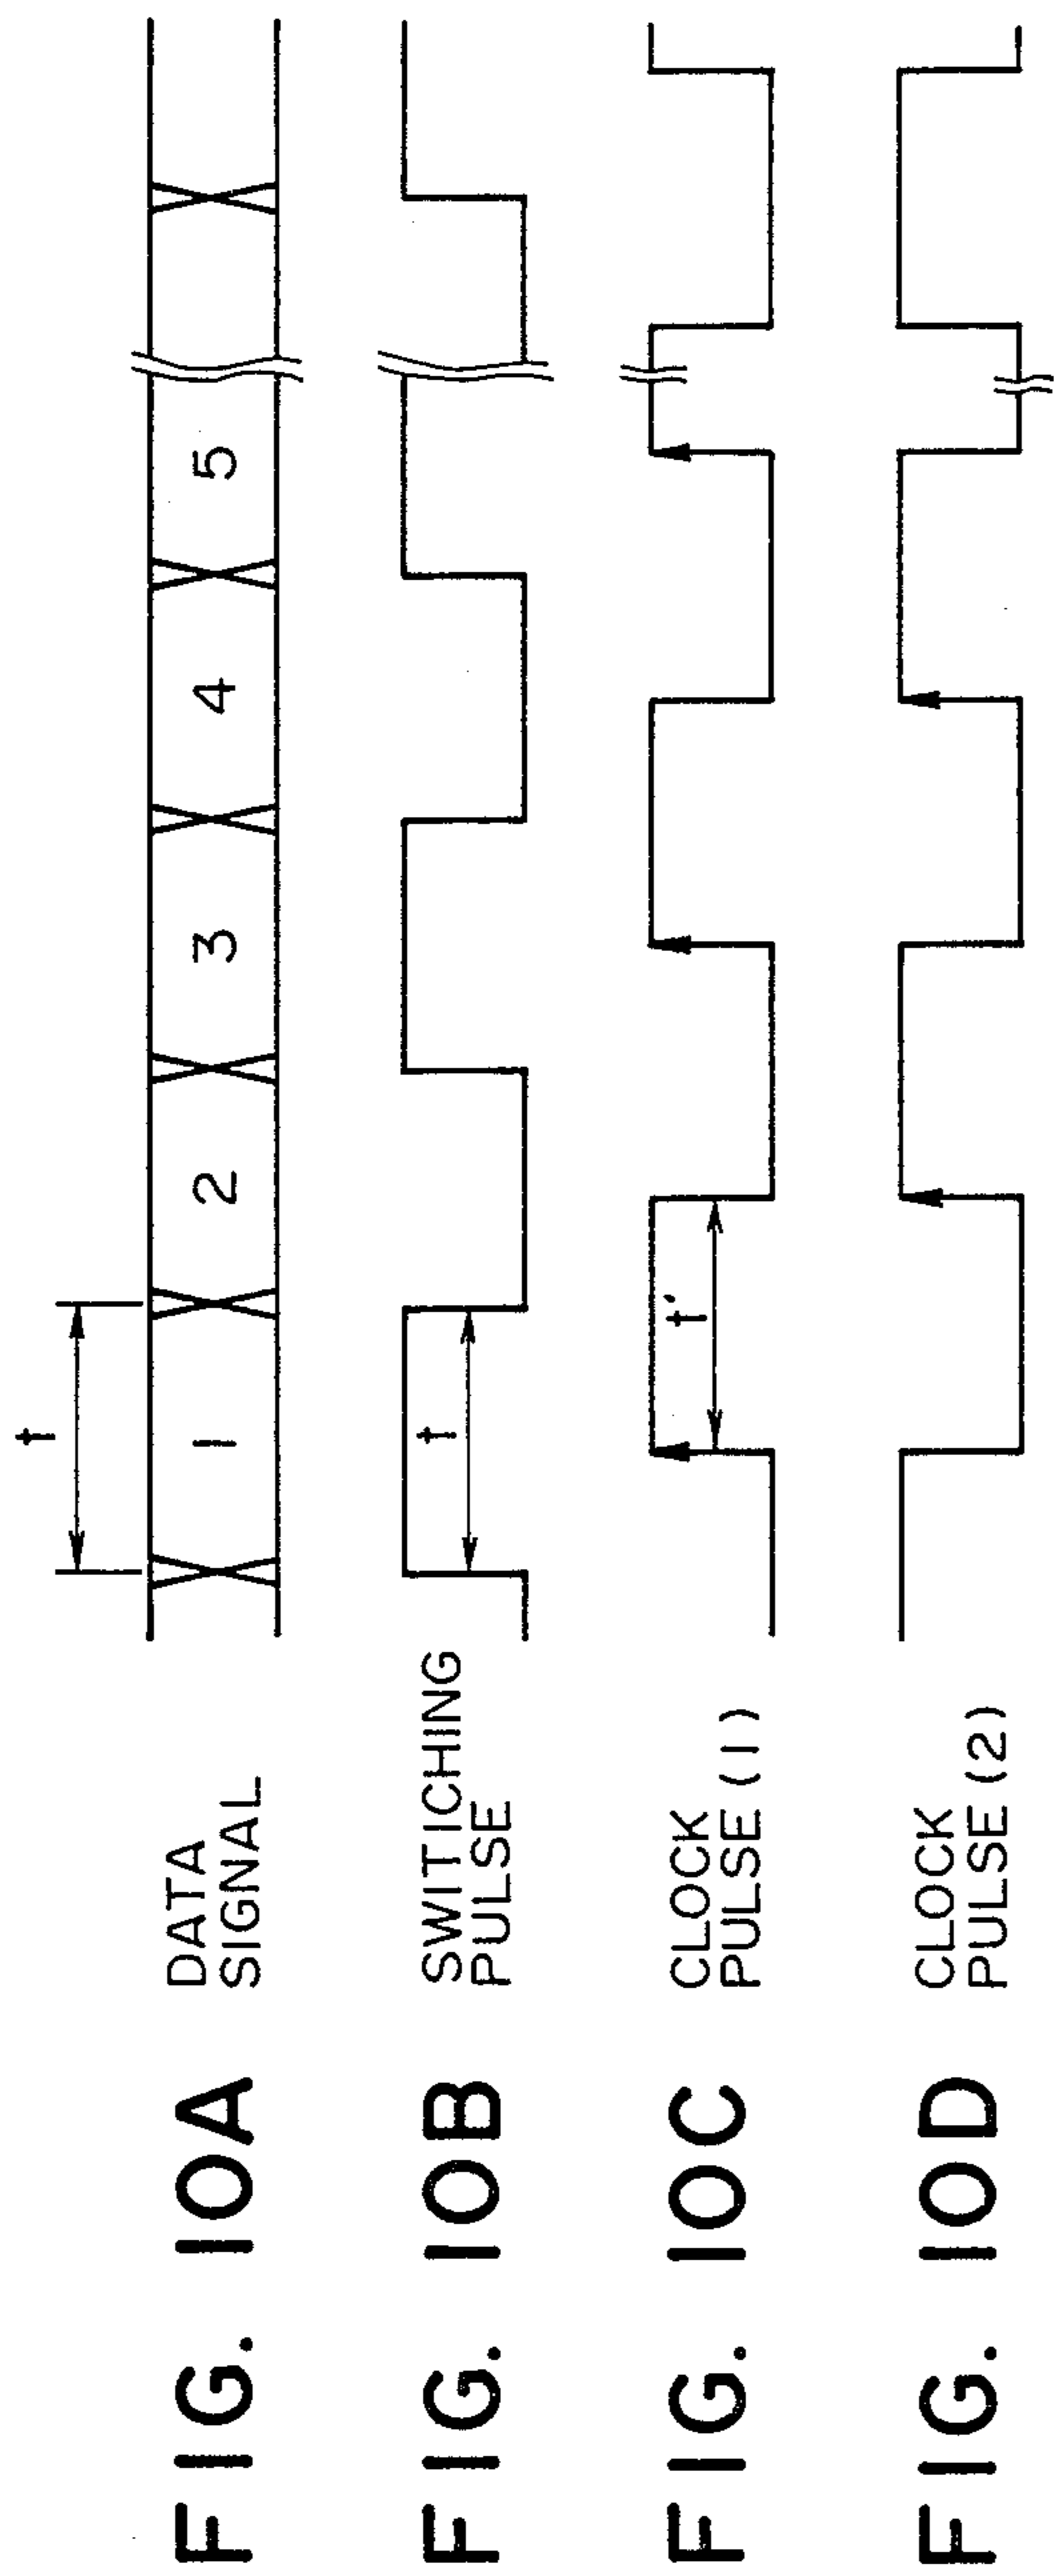 FIG. 10A
DATA
SIGNAL
t
1 2 3 4 5
FIG. 10B
SWITICHING
PULSE
t
FIG. 10C
CLOCK
PULSE (1)
t'
FIG. 10D
CLOCK
PULSE (2)